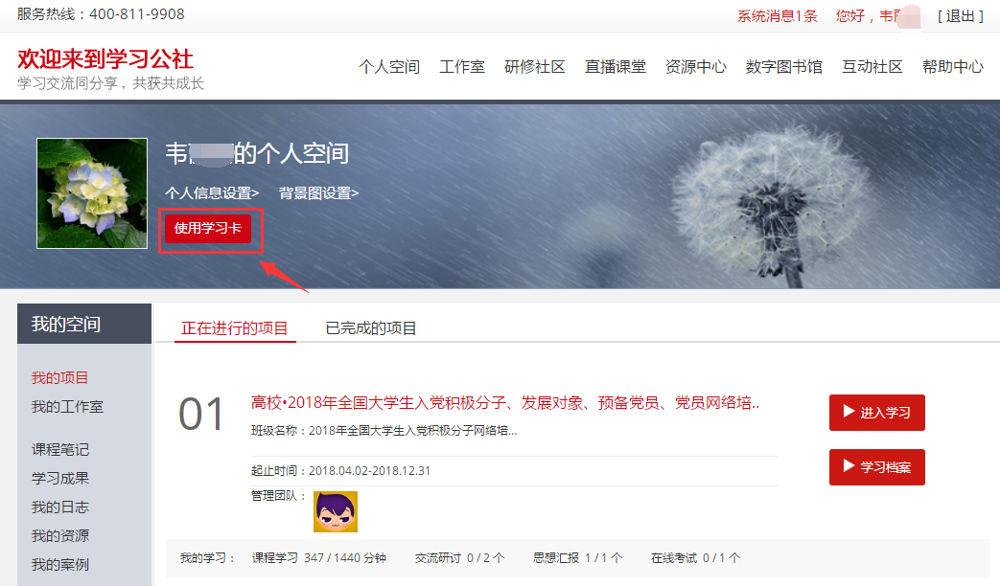 服务热线：400-811-9908
系统消息1条 您好，韦 [ 退出 ]
欢迎来到学习公社
学习交流同分享，共获共成长
个人空间 工作室 研修社区 直播课堂 资源中心 数字图书馆 互动社区 帮助中心
韦 的个人空间
个人信息设置> 背景图设置>
使用学习卡
我的空间
我的项目
我的工作室
课程笔记
学习成果
我的日志
我的资源
我的案例
正在进行的项目 已完成的项目
01
高校•2018年全国大学生入党积极分子、发展对象、预备党员、党员网络培..
班级名称：2018年全国大学生入党积极分子网络培...
起止时间：2018.04.02-2018.12.31
管理团队：
进入学习
学习档案
我的学习： 课程学习 347 / 1440 分钟 交流研讨 0 / 2 个 思想汇报 1 / 1 个 在线考试 0 / 1 个